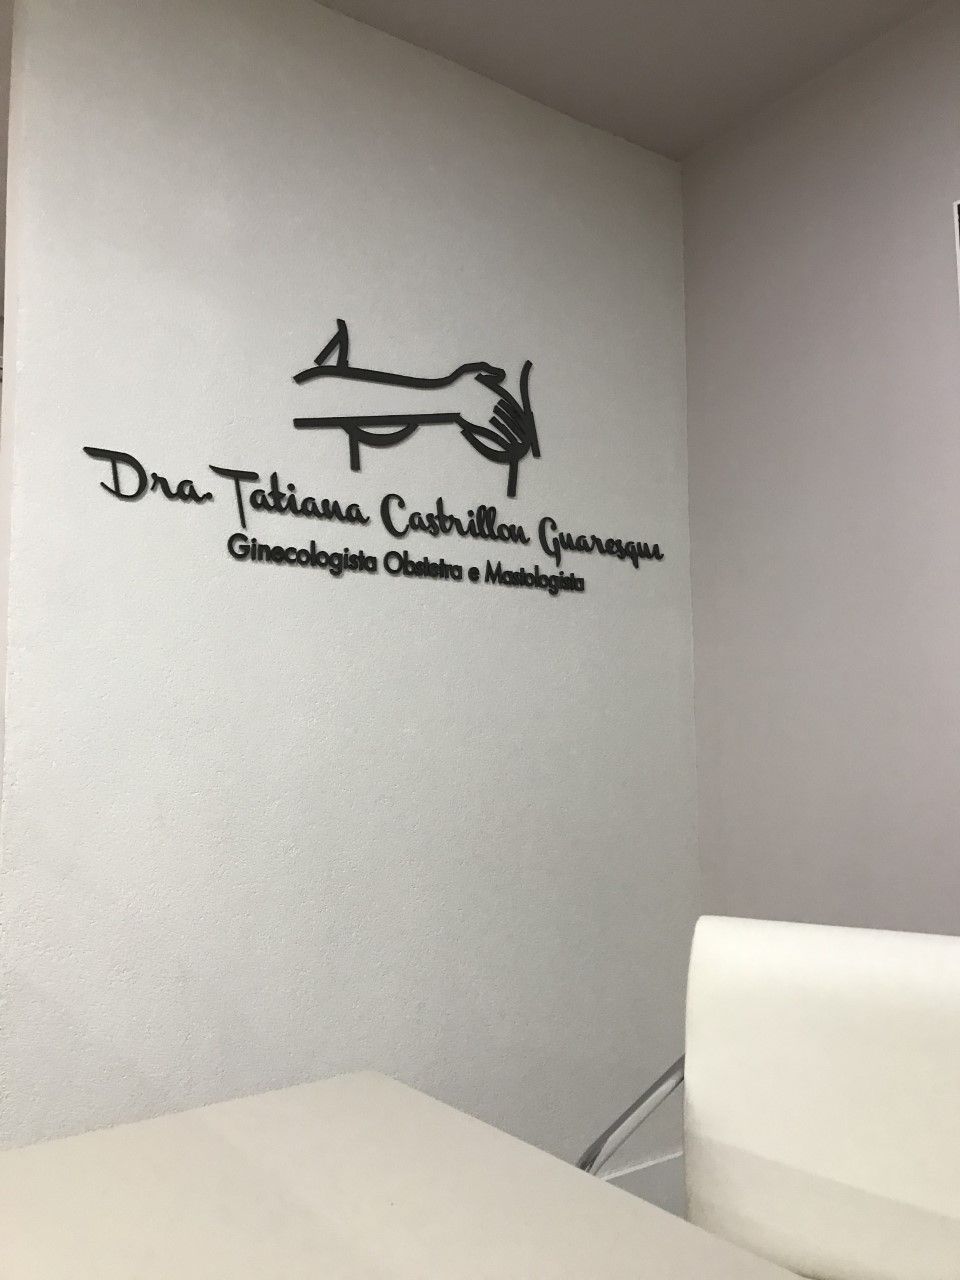 Dra. Tatiana Castrillon Guaresqui
Ginecologista Obstetra e Mastologista